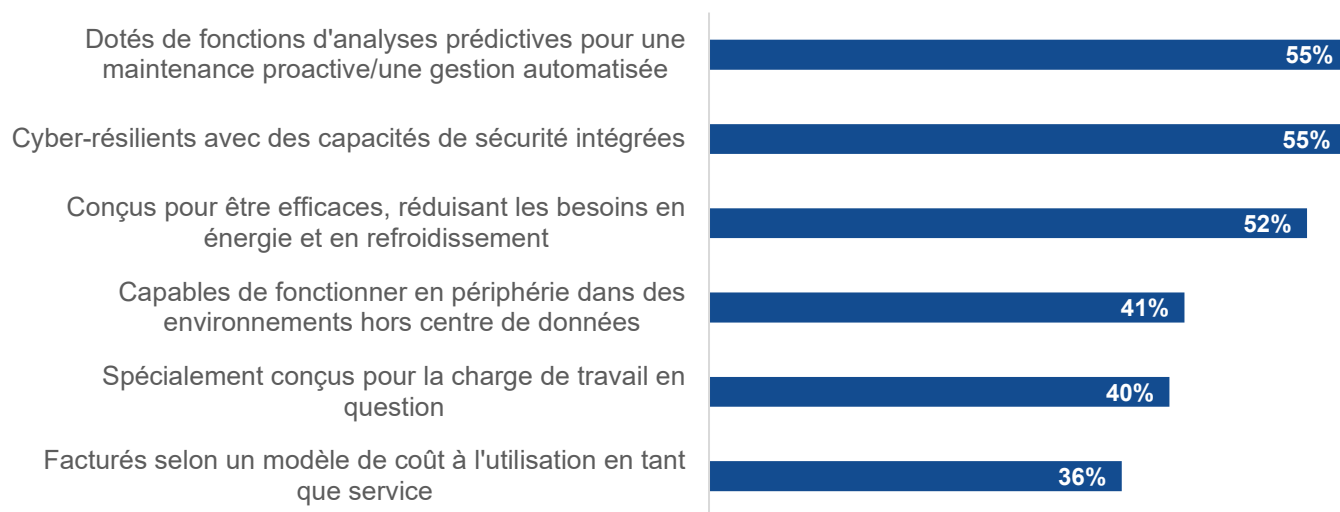 Dotés de fonctions d'analyses prédictives pour une
maintenance proactive/une gestion automatisée
55%
Cyber-résilients avec des capacités de sécurité intégrées
55%
Conçus pour être efficaces, réduisant les besoins en
énergie et en refroidissement
52%
Capables de fonctionner en périphérie dans des
environnements hors centre de données
41%
Spécialement conçus pour la charge de travail en
question
40%
Facturés selon un modèle de coût à l'utilisation en tant
que service
36%